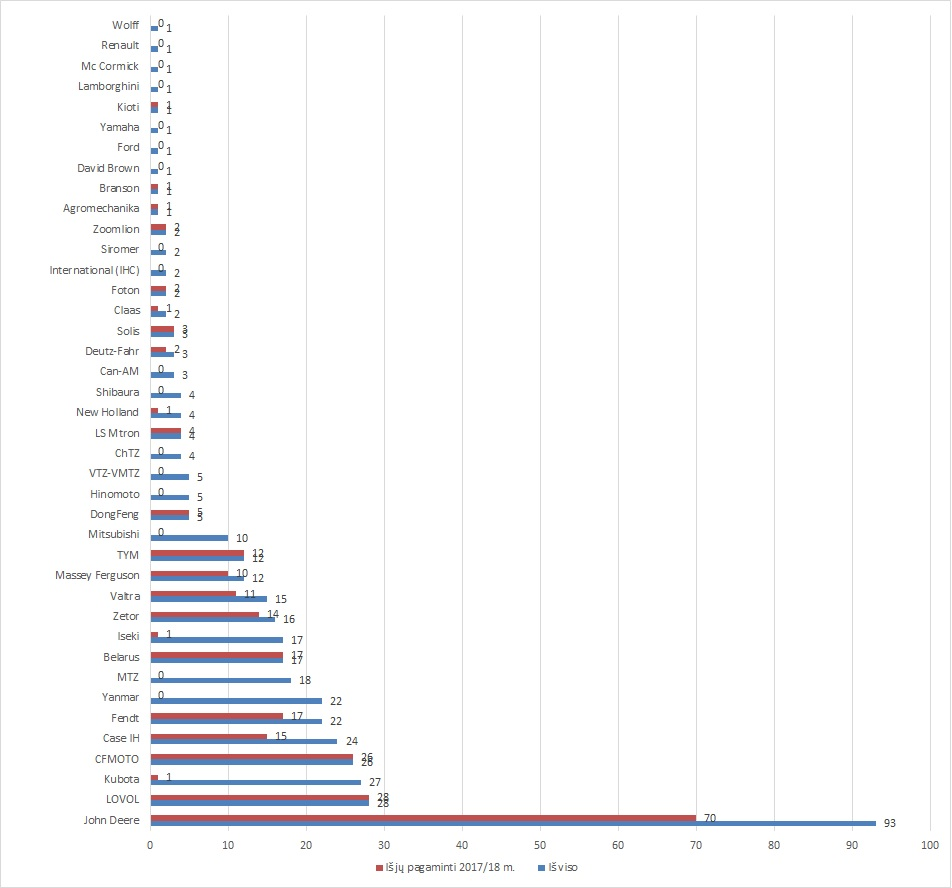 Wolff 0 1
Renault 0 1
Mc Cormick 0 1
Lamborghini 0 1
Kioti 1 1
Yamaha 0 1
Ford 0 1
David Brown 0 1
Branson 1 1
Agromechanika 1 1
Zoomlion 2 2
Siromer 0 2
International (IHC) 0 2
Foton 2 2
Claas 1 2
Solis 3 3
Deutz-Fahr 2 3
Can-AM 0 3
Shibaura 0 4
New Holland 1 4
LS Mtron 4 4
ChTZ 0 4
VTZ-VMTZ 0 5
Hinomoto 0 5
DongFeng 5 5
Mitsubishi 0 10
TYM 12 12
Massey Ferguson 10 12
Valtra 11 15
Zetor 14 16
Iseki 1 17
Belarus 17 17
MTZ 0 18
Yanmar 0 22
Fendt 17 22
Case IH 15 24
CFMOTO 26 26
Kubota 1 27
LOVOL 28 28
John Deere 70 93
0 10 20 30 40 50 60 70 80 90 100
Iš jų pagaminti 2017/18 m. Iš viso